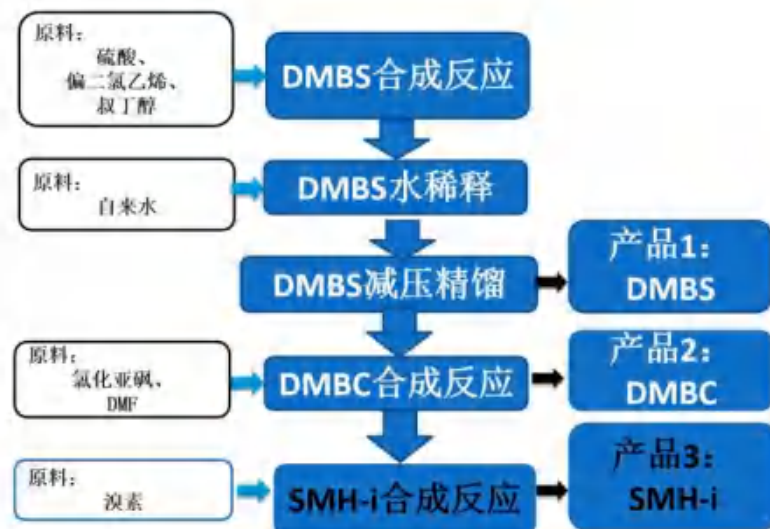 原料:
硫酸、
偏二氯乙烯、
叔丁醇
DMBS合成反应
原料:
自来水
DMBS水稀释
DMBS减压精馏
产品1:
DMBS
原料:
氯化亚砜、
DMF
DMBC合成反应
产品2:
DMBC
原料:
溴素
SMH-i合成反应
产品3:
SMH-i